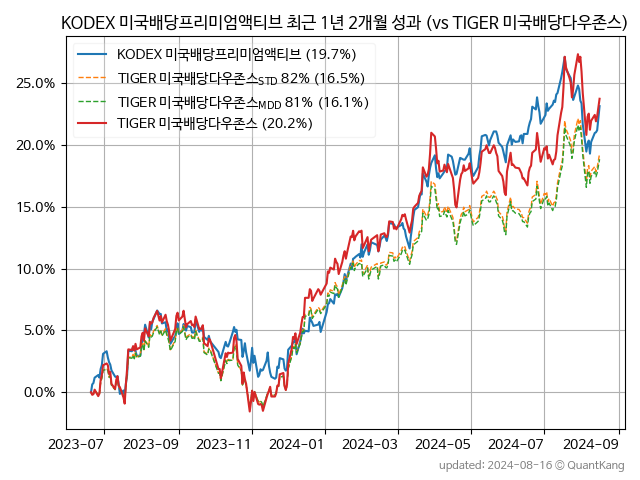 KODEX 미국배당프리미엄액티브 최근 1년 2개월 성과 (vs TIGER 미국배당다우존스)
KODEX 미국배당프리미엄액티브 (19.7%)
TIGER 미국배당다우존스STD 82% (16.5%)
TIGER 미국배당다우존스MDD 81% (16.1%)
TIGER 미국배당다우존스 (20.2%)
25.0%
20.0%
15.0%
10.0%
5.0%
0.0%
2023-07 2023-09 2023-11 2024-01 2024-03 2024-05 2024-07 2024-09
updated: 2024-08-16 © QuantKang